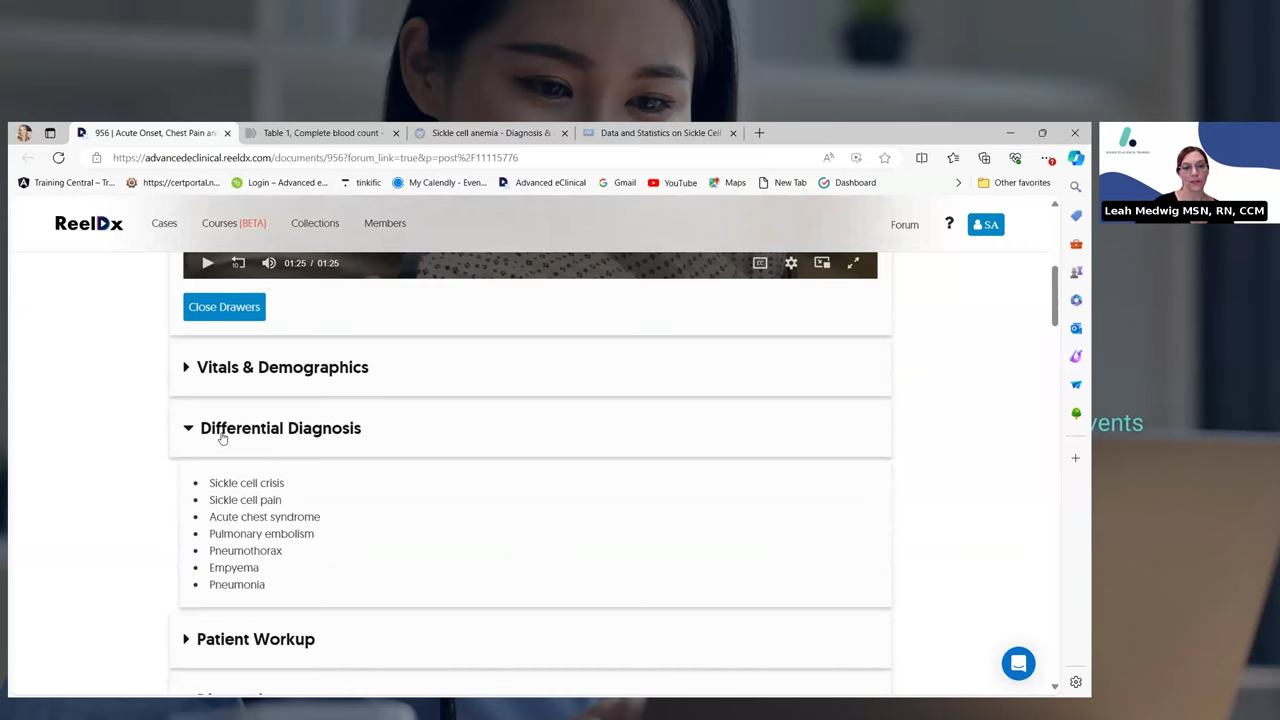 956 | Acute Onset, Chest Pain an
Table 1, Complete blood count -
Sickle cell anemia - Diagnosis &
Data and Statistics on Sickle Cell
https://advancedeclinical.reeldx.com/documents/956?forum_link=true&p=post%2F11115776
Training Central – Tr...
https://certportal.n...
Login – Advanced e...
tinkific
My Calendly - Even...
Advanced eClinical
Gmail
YouTube
Maps
New Tab
Dashboard
Other favorites
ReelDx
Cases
Courses [BETA]
Collections
Members
Forum
?
SA
Leah Medwig MSN, RN, CCM
01:25 / 01:25
Close Drawers
Vitals & Demographics
Differential Diagnosis
vents
• Sickle cell crisis
• Sickle cell pain
• Acute chest syndrome
• Pulmonary embolism
• Pneumothorax
• Empyema
• Pneumonia
Patient Workup